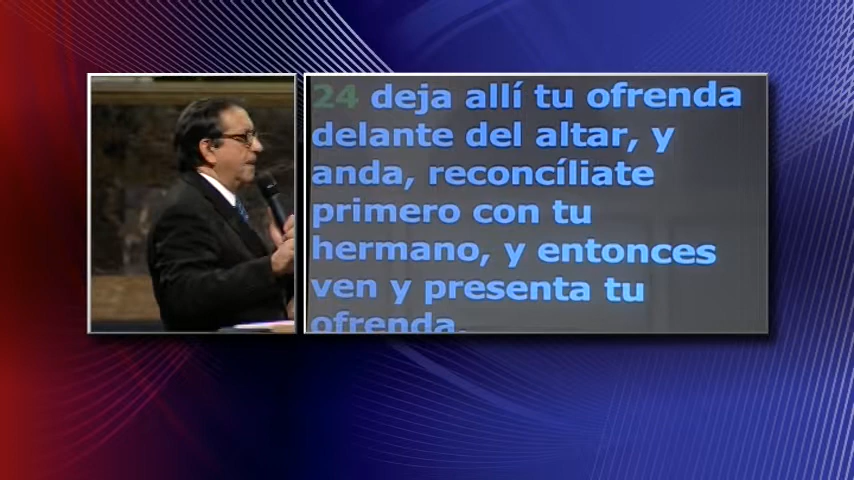 24 deja allí tu ofrenda
delante del altar, y
anda, reconcíliate
primero con tu
hermano, y entonces
ven y presenta tu
ofrenda.